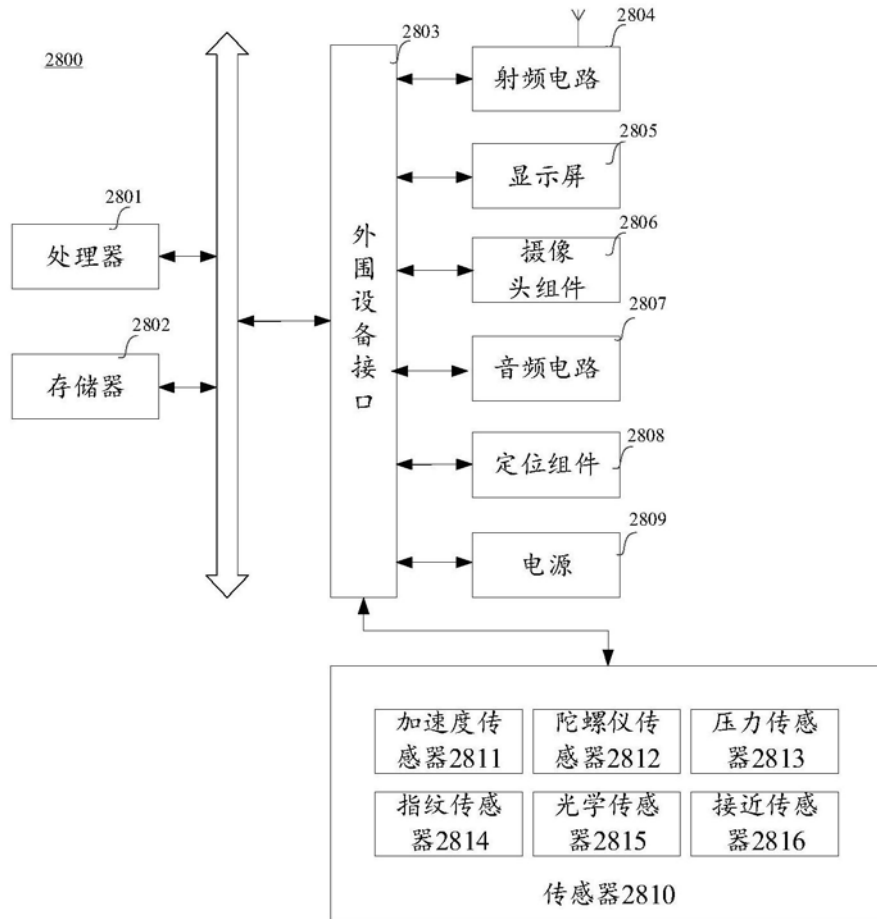 2800
2801
处理器
2802
存储器
2803
外
围
设
备
接
口
2804
射频电路
2805
显示屏
2806
摄像
头组件
2807
音频电路
2808
定位组件
2809
电源
加速度传
感器2811
陀螺仪传
感器2812
压力传感
器2813
指纹传感
器2814
光学传感
器2815
接近传感
器2816
传感器2810